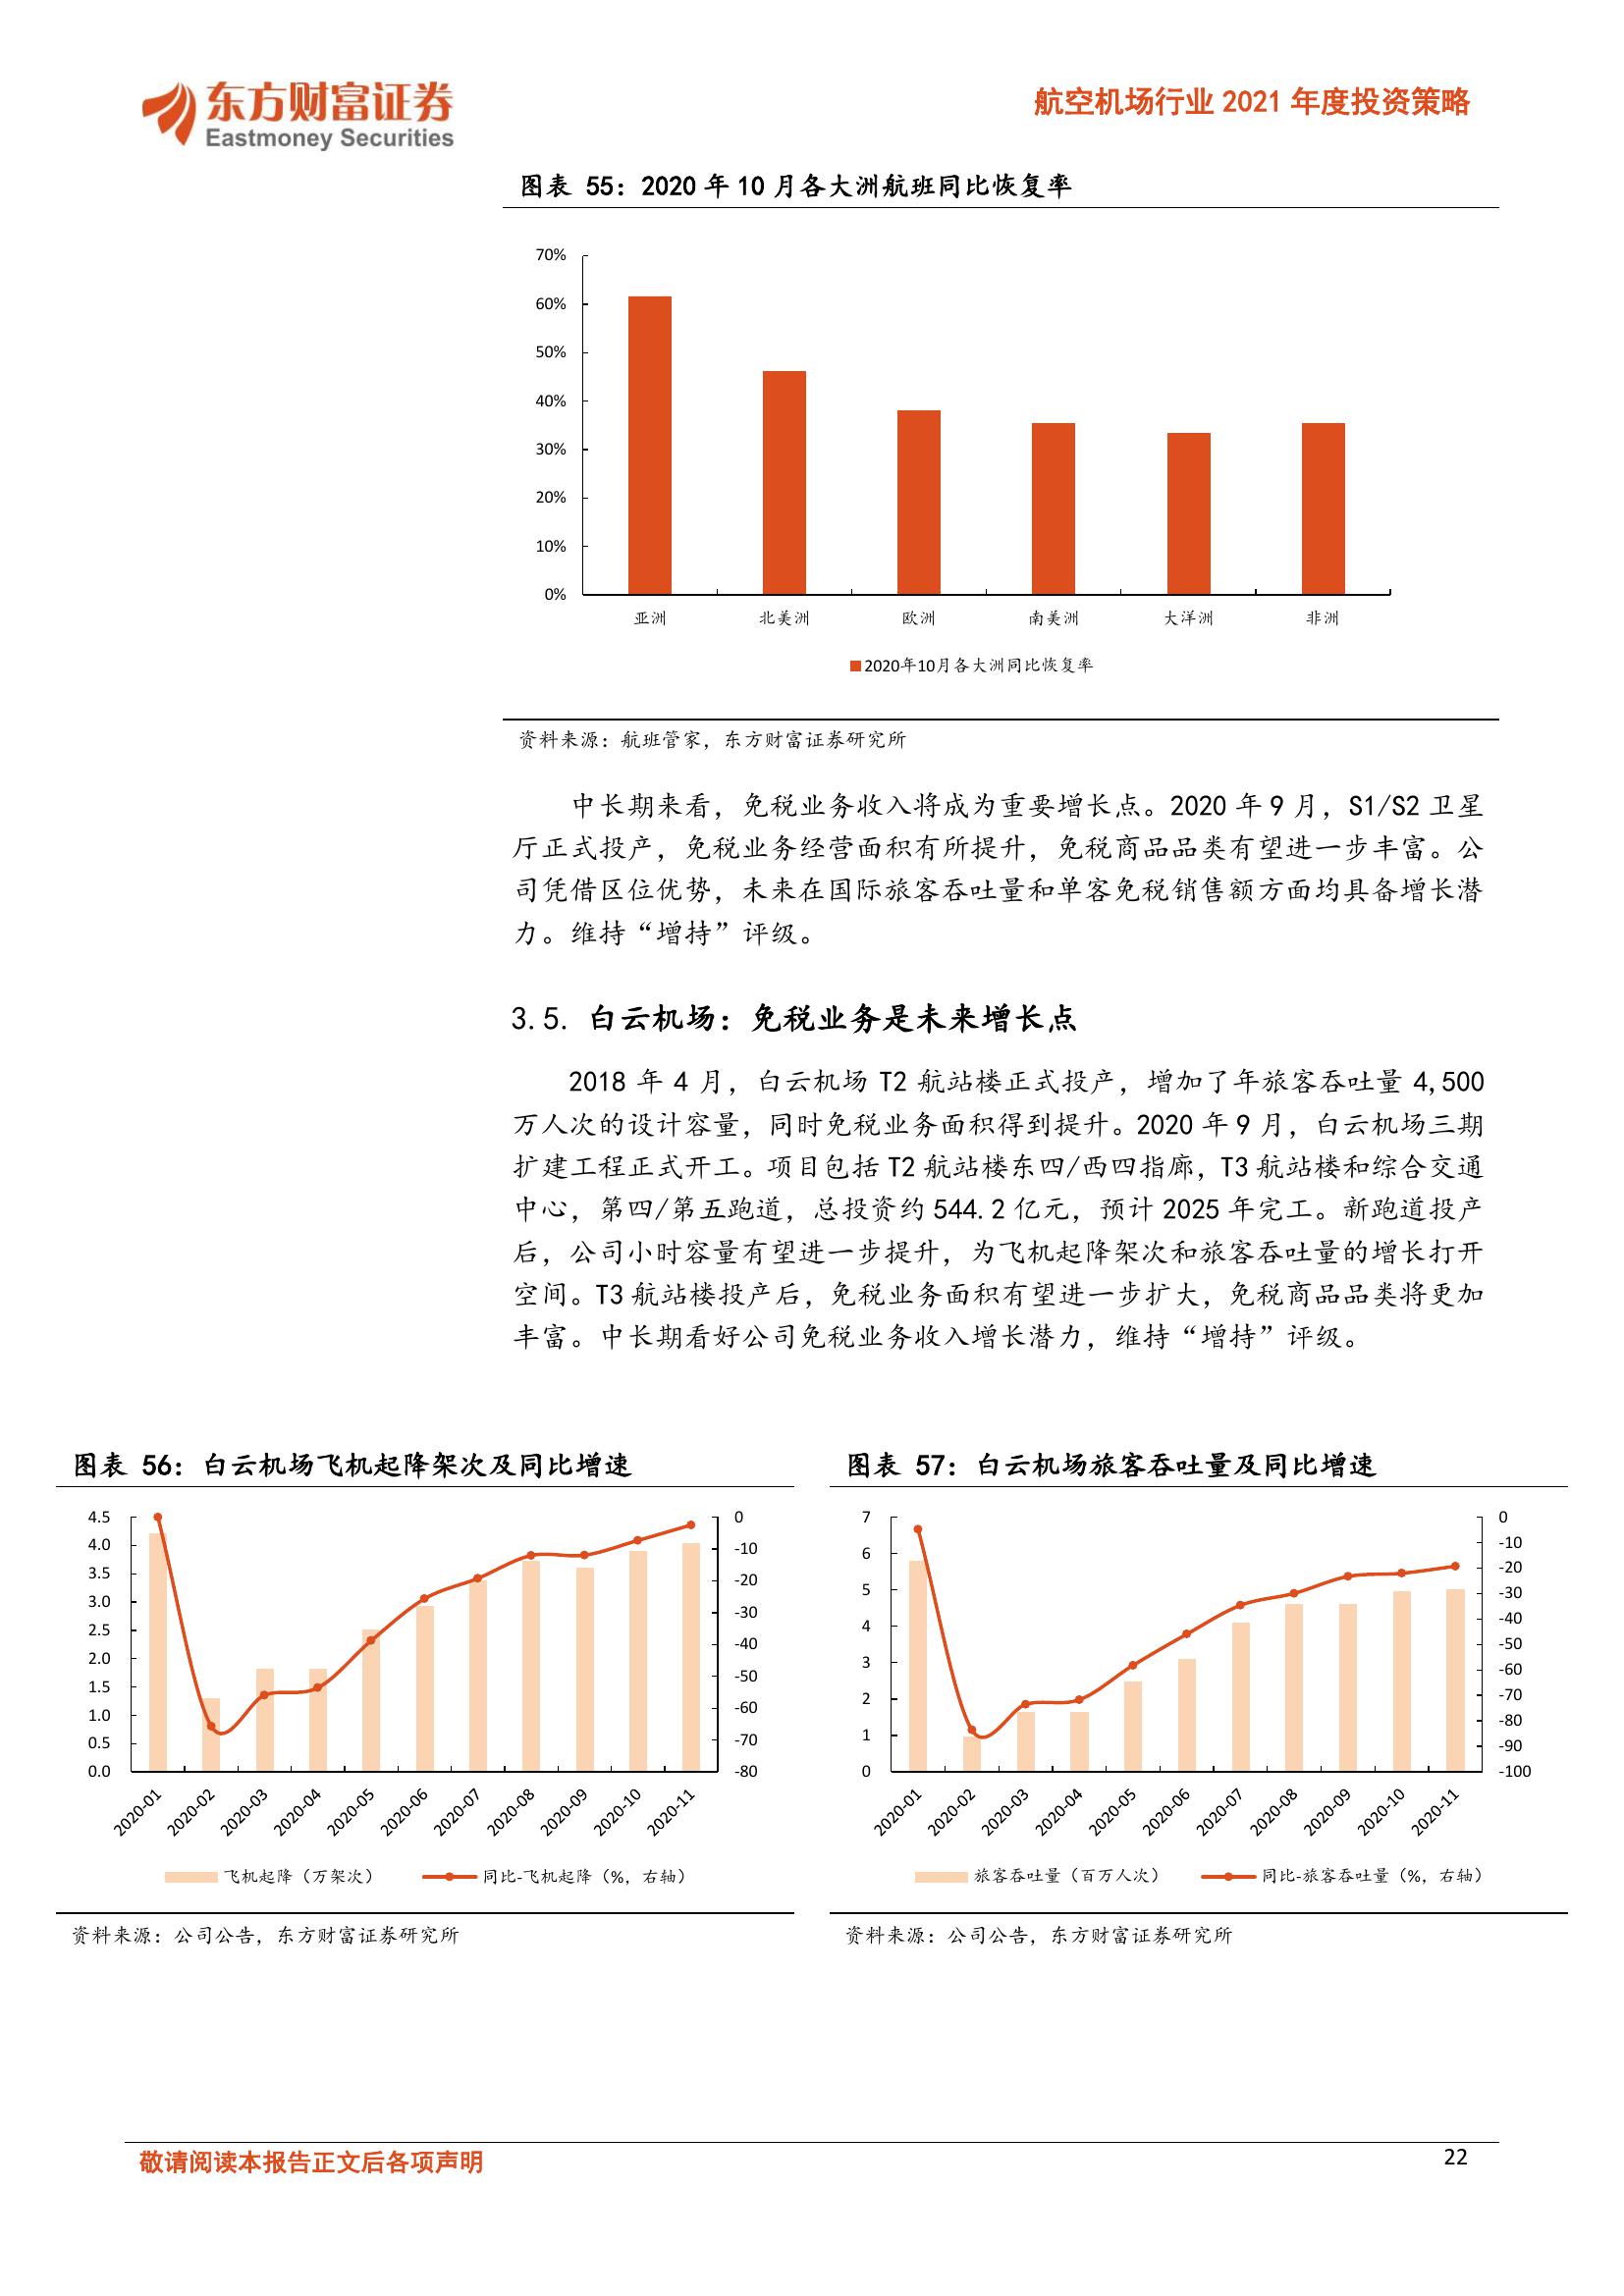 东方财富证券
Eastmoney Securities
航空机场行业 2021 年度投资策略
图表 55：2020 年 10 月各大洲航班同比恢复率
70%
60%
50%
40%
30%
20%
10%
0%
亚洲 北美洲 欧洲 南美洲 大洋洲 非洲
2020年10月各大洲同比恢复率
资料来源：航班管家，东方财富证券研究所
中长期来看，免税业务收入将成为重要增长点。2020 年 9 月，S1/S2 卫星
厅正式投产，免税业务经营面积有所提升，免税商品品类有望进一步丰富。公
司凭借区位优势，未来在国际旅客吞吐量和单客免税销售额方面均具备增长潜
力。维持“增持”评级。
3.5. 白云机场：免税业务是未来增长点
2018 年 4 月，白云机场 T2 航站楼正式投产，增加了年旅客吞吐量 4,500
万人次的设计容量，同时免税业务面积得到提升。2020 年 9 月，白云机场三期
扩建工程正式开工。项目包括 T2 航站楼东四/西四指廊，T3 航站楼和综合交通
中心，第四/第五跑道，总投资约 544.2 亿元，预计 2025 年完工。新跑道投产
后，公司小时容量有望进一步提升，为飞机起降架次和旅客吞吐量的增长打开
空间。T3 航站楼投产后，免税业务面积有望进一步扩大，免税商品品类将更加
丰富。中长期看好公司免税业务收入增长潜力，维持“增持”评级。
图表 56：白云机场飞机起降架次及同比增速
4.5
4.0
3.5
3.0
2.5
2.0
1.5
1.0
0.5
0.0
0
-10
-20
-30
-40
-50
-60
-70
-80
2020-01 2020-02 2020-03 2020-04 2020-05 2020-06 2020-07 2020-08 2020-09 2020-10 2020-11
飞机起降（万架次） 同比-飞机起降（%，右轴）
资料来源：公司公告，东方财富证券研究所
图表 57：白云机场旅客吞吐量及同比增速
7
6
5
4
3
2
1
0
0
-10
-20
-30
-40
-50
-60
-70
-80
-90
-100
2020-01 2020-02 2020-03 2020-04 2020-05 2020-06 2020-07 2020-08 2020-09 2020-10 2020-11
旅客吞吐量（百万人次） 同比-旅客吞吐量（%，右轴）
资料来源：公司公告，东方财富证券研究所
敬请阅读本报告正文后各项声明
22